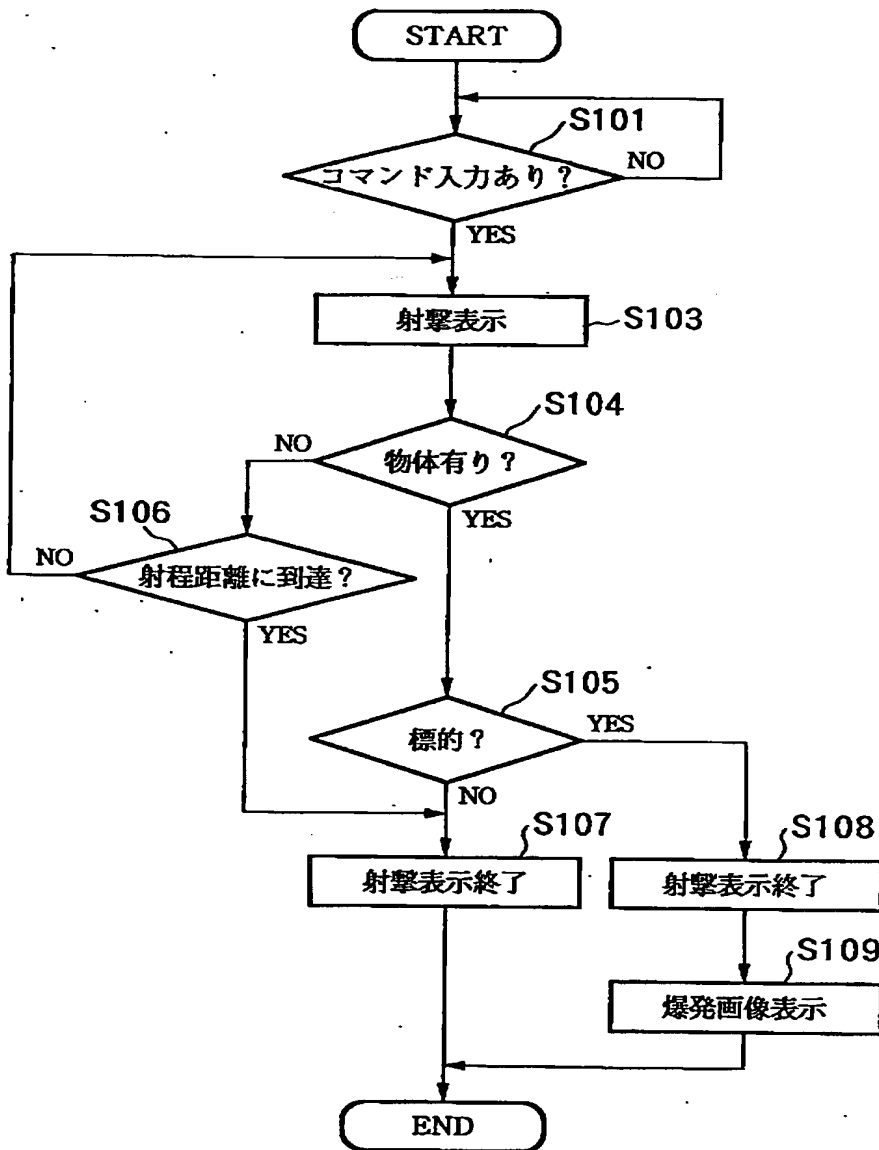 START
S101
コマンド入力あり？
NO
YES
射撃表示
S103
S104
NO
物体有り？
YES
S106
NO
射程距離に到達？
YES
S105
YES
標的？
NO
S107
S108
射撃表示終了
射撃表示終了
S109
爆発画像表示
END